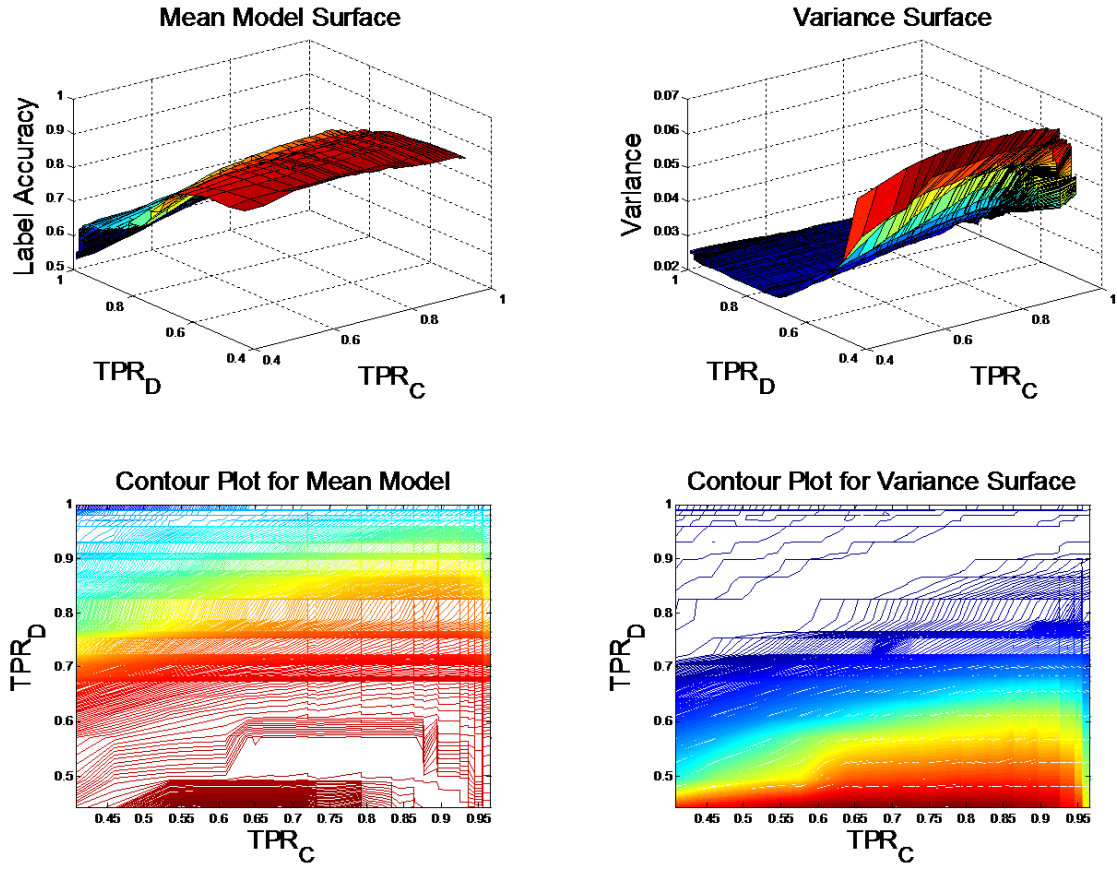 Mean Model Surface
Variance Surface
Label Accuracy
1
0.9
0.8
0.7
0.6
0.5
1
0.8
0.6
0.4
0.4
0.6
0.8
1
TPR_D
TPR_C
Variance
0.07
0.06
0.05
0.04
0.03
0.02
1
0.8
0.6
0.4
0.4
0.6
0.8
1
TPR_D
TPR_C
Contour Plot for Mean Model
Contour Plot for Variance Surface
TPR_D
1
0.9
0.8
0.7
0.6
0.5
0.45 0.5 0.55 0.6 0.65 0.7 0.75 0.8 0.85 0.9 0.95
TPR_C
TPR_D
1
0.9
0.8
0.7
0.6
0.5
0.45 0.5 0.55 0.6 0.65 0.7 0.75 0.8 0.85 0.9 0.95
TPR_C